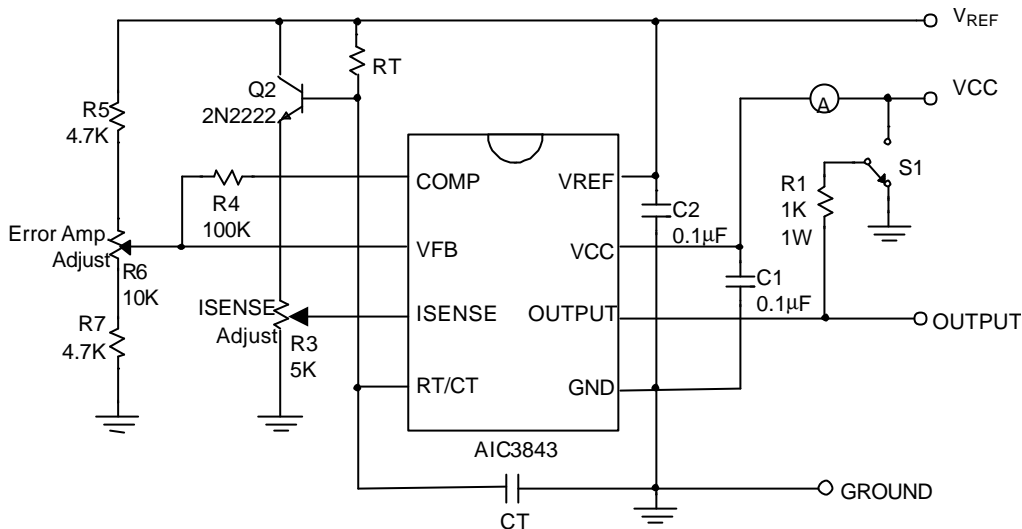 VREF
RT
Q2
2N2222
A
VCC
R5
4.7K
S1
COMP
VREF
R1
1K
1W
R4
100K
C2
0.1μF
Error Amp.
Adjust
VFB
VCC
R6
10K
C1
0.1μF
ISENSE
Adjust
ISENSE
OUTPUT
OUTPUT
R7
4.7K
R3
5K
RT/CT
GND
AIC3843
GROUND
CT